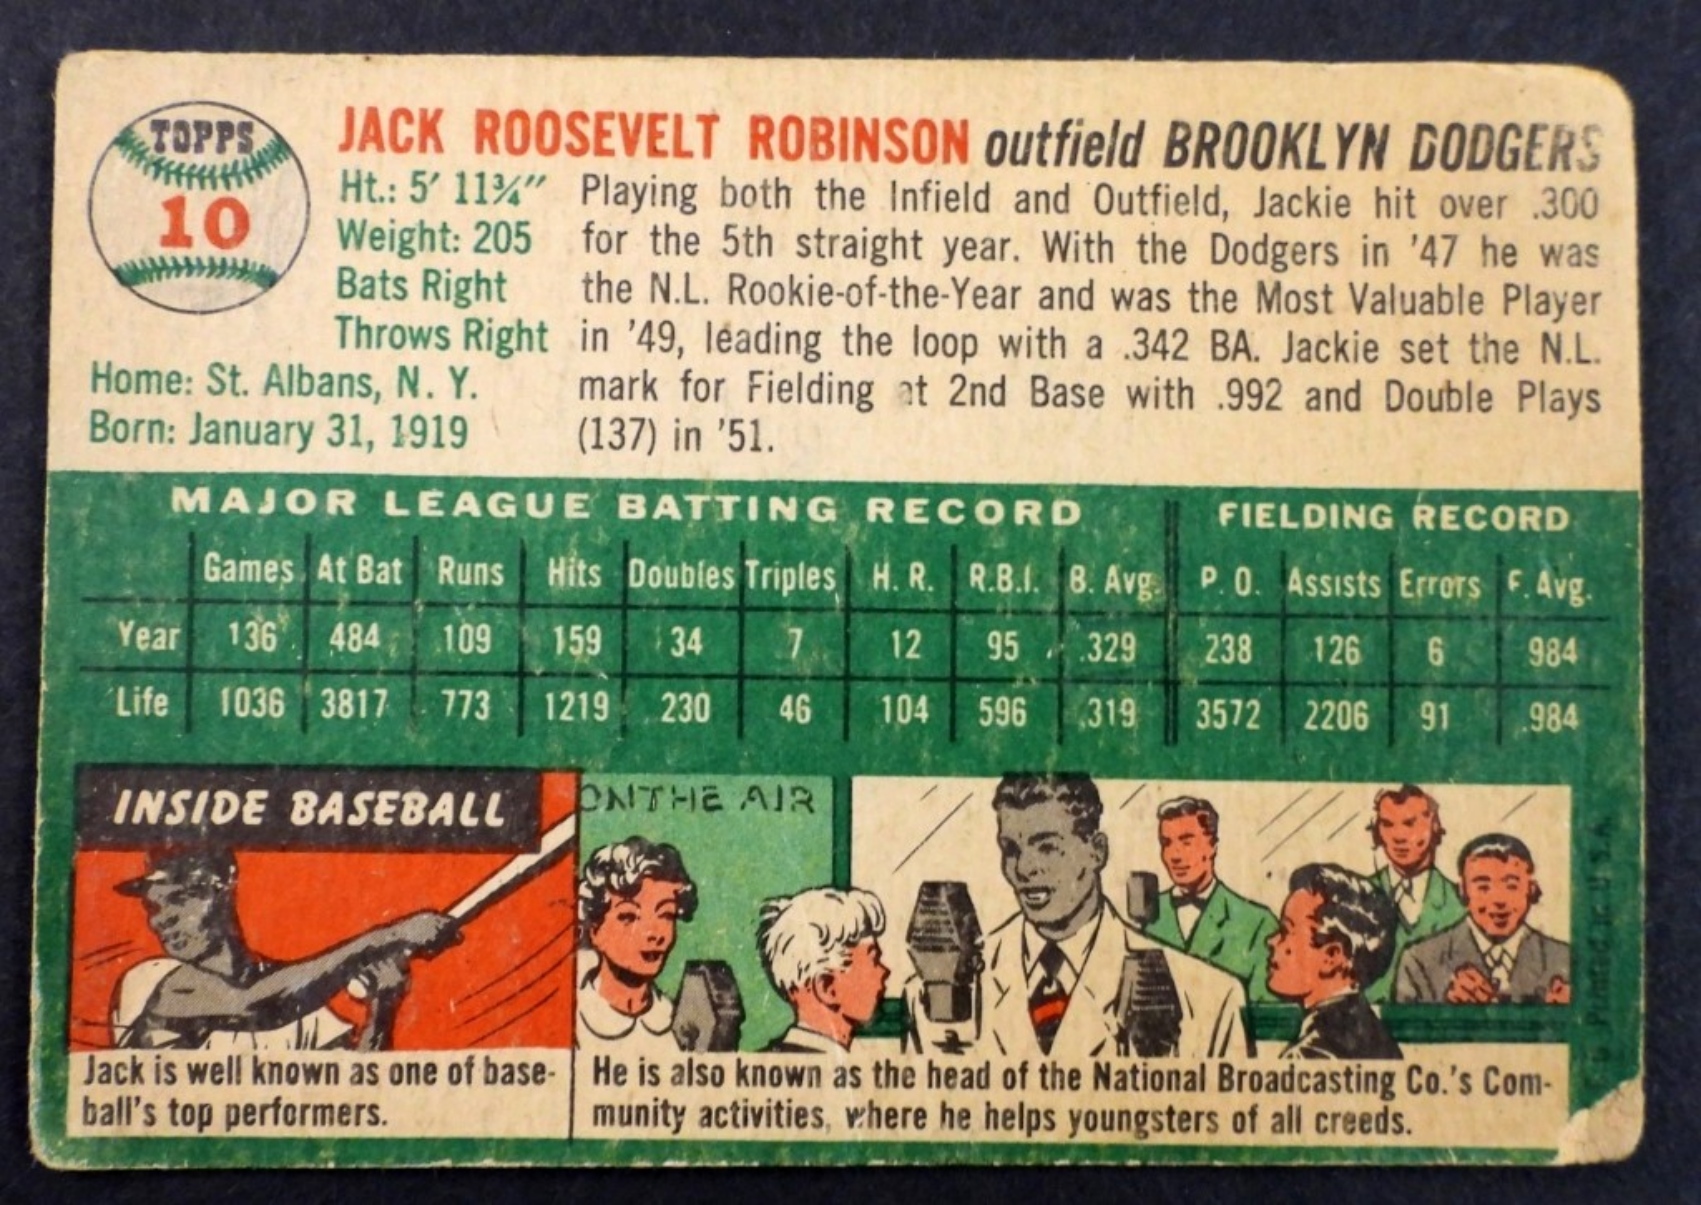 TOPPS
10
JACK ROOSEVELT ROBINSON outfield BROOKLYN DODGERS
Ht.: 5' 11¾"
Weight: 205
Bats Right
Throws Right
Home: St. Albans, N. Y.
Born: January 31, 1919
Playing both the Infield and Outfield, Jackie hit over .300
for the 5th straight year. With the Dodgers in '47 he was
the N.L. Rookie-of-the-Year and was the Most Valuable Player
in '49, leading the loop with a .342 BA. Jackie set the N.L.
mark for Fielding at 2nd Base with .992 and Double Plays
(137) in '51.
MAJOR LEAGUE BATTING RECORD FIELDING RECORD
Games At Bat Runs Hits Doubles Triples H. R. R.B.I. B. Avg. P. O. Assists Errors F. Avg.
Year 136 484 109 159 34 7 12 95 .329 238 126 6 .984
Life 1036 3817 773 1219 230 46 104 596 .319 3572 2206 91 .984
INSIDE BASEBALL
ON THE AIR
Jack is well known as one of base-
ball's top performers.
He is also known as the head of the National Broadcasting Co.'s Com-
munity activities, where he helps youngsters of all creeds.
U.S.A.